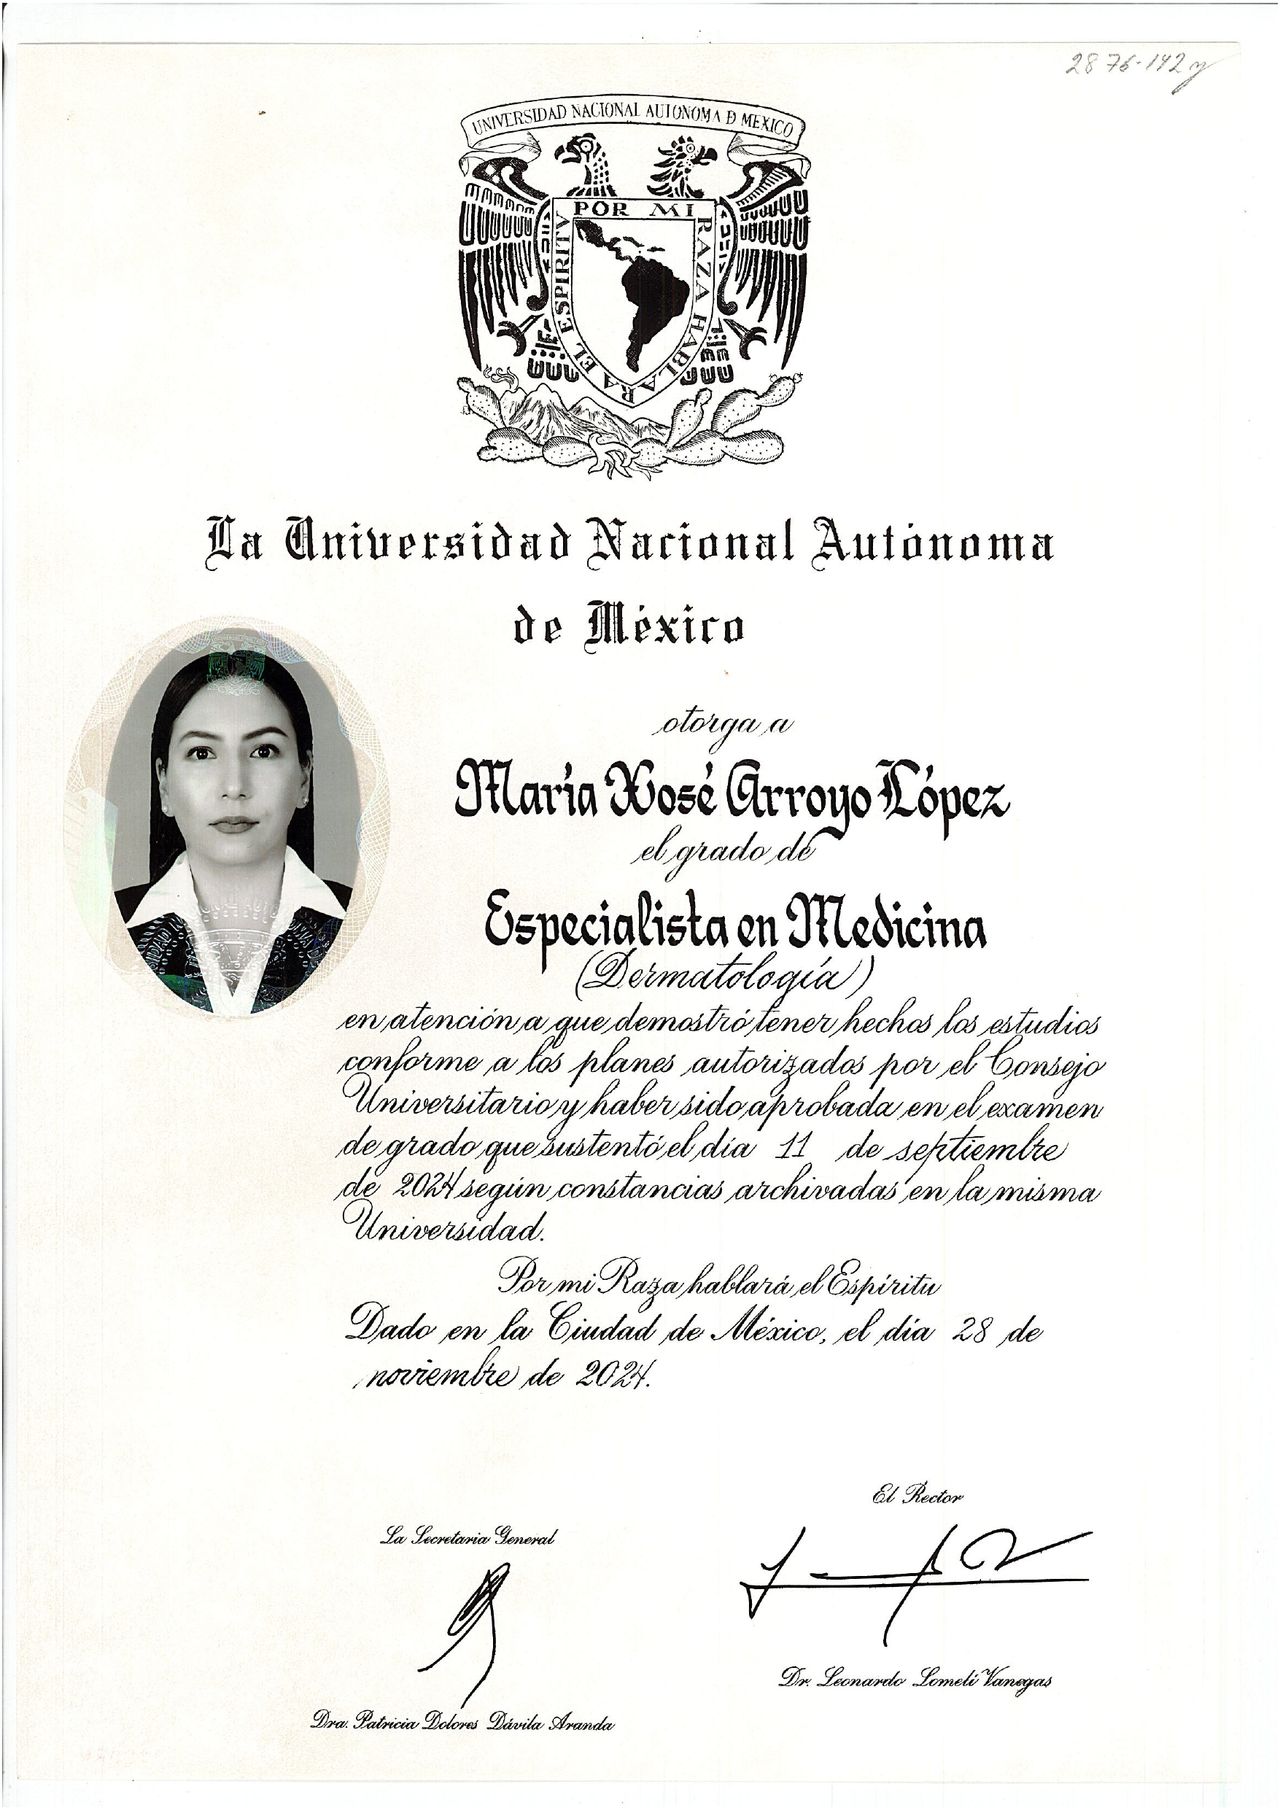 2876-142
UNIVERSIDAD NACIONAL AUTONOMA D MEXICO
POR MI RAZA HABLARA EL ESPIRITV
La Universidad Nacional Autónoma
de México
otorga a
María Xosé Arroyo López
el grado de
Especialista en Medicina
(Dermatología)
en atención a que demostró tener hechos los estudios
conforme a los planes autorizados por el Consejo
Universitario y haber sido aprobada en el examen
de grado que sustentó el día 11 de septiembre
de 2024 según constancias archivadas en la misma
Universidad.
Por mi Raza hablará el Espíritu
Dado en la Ciudad de México, el día 28 de
noviembre de 2024.
El Rector
La Secretaria General
Dr. Leonardo Lomelí Vanegas
Dra. Patricia Dolores Dávila Aranda